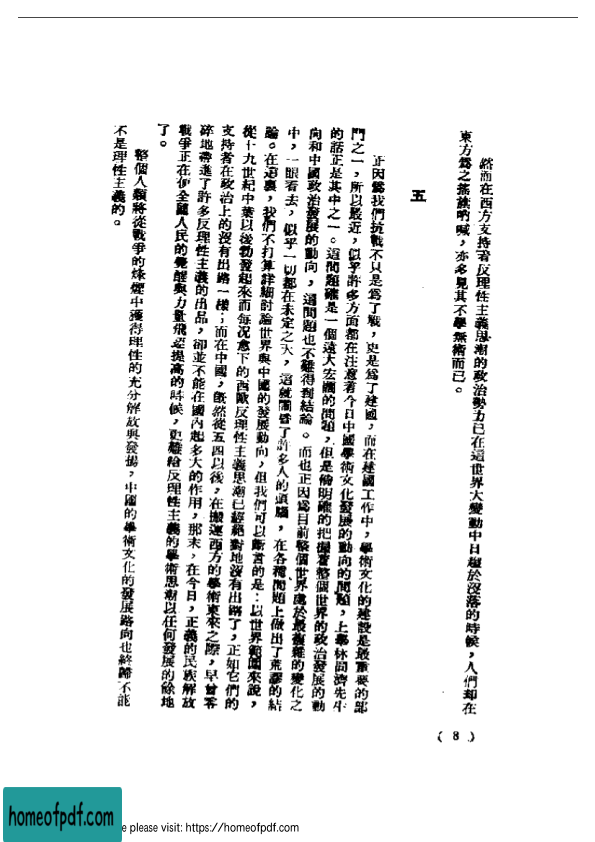 然而在西方支持着反理性主義思潮的政治勢力已在這世界大變動中日趨於沒落的時候，人們却在
東方爲之搖旗吶喊，亦多見其不學無術而已。
五
正因爲我們抗戰不只是爲了戰，更是爲了建國，而在建國工作中，學術文化的建設是最重要的部
門之一，所以最近，似乎許多方面都在注意着今日中國學術文化發展的動向的問題，上舉林同濟先生
的話正是其中之一。這問題確是一個遠大宏濶的問題，但是倘明確的把握着整個世界的政治發展的動
向和中國政治發展的動向，這問題也不難得到結論。而也正因爲目前整個世界處於最複雜的變化之
中，一眼看去，似乎一切都在未定之天，這就鬧昏了許多人的頭腦，在各種問題上做出了荒謬的結
論。在這裏，我們不打算詳細討論世界與中國的發展動向，但我們可以斷言的是：以世界範圍來說，
從十九世紀中葉以後勃發起來而每況愈下的西歐反理性主義思潮已經絕對地沒有出路了，正如它們的
支持者在政治上的沒有出路一樣；而在中國，旣然從五四以後，在搬運西方的學術更來之際，早曾零
碎地帶進了許多反理性主義的出品，卻並不能在國內起多大的作用，那末，在今日，正義的民族解放
戰爭正在使全國人民的覺醒與力量飛逆提高的時候，更難給反理性主義的學術思潮以任何發展的餘地
了。
整個人類將從戰爭的烽煙中獲得理性的充分解放與發揚，中國的學術文化的發展路向也終歸不能
不是理性主義的。
( 8 )
homeofpdf.com
e please visit: https://homeofpdf.com